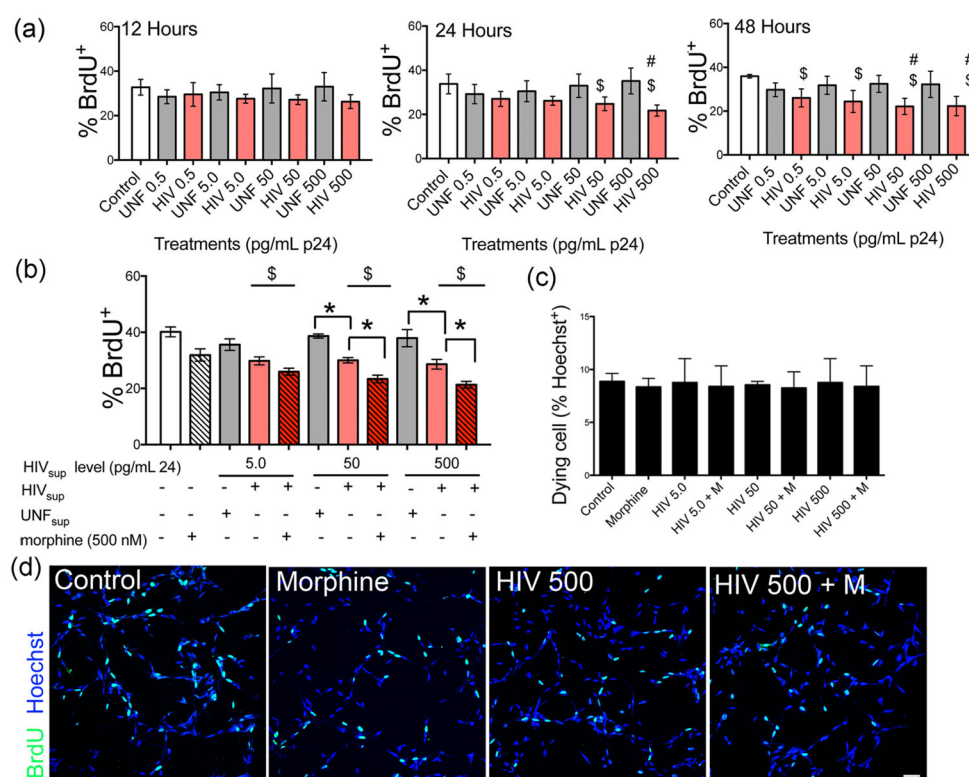 (a)
12 Hours
% BrdU+
60
40
20
0
Control
UNF 0.5
HIV 0.5
UNF 5.0
HIV 5.0
UNF 50
HIV 50
UNF 500
HIV 500
Treatments (pg/mL p24)
24 Hours
% BrdU+
60
40
20
0
#
$ $
Control
UNF 0.5
HIV 0.5
UNF 5.0
HIV 5.0
UNF 50
HIV 50
UNF 500
HIV 500
Treatments (pg/mL p24)
48 Hours
% BrdU+
60
40
20
0
# #
$ $ $ $
Control
UNF 0.5
HIV 0.5
UNF 5.0
HIV 5.0
UNF 50
HIV 50
UNF 500
HIV 500
Treatments (pg/mL p24)
(b)
% BrdU+
60
40
20
0
$ $ $
* * * *
HIVsup level (pg/mL 24) 5.0 50 500
HIVsup - - - + + - + + - + +
UNFsup - - + - - + - - + - -
morphine (500 nM) - + - - + - - + - - +
(c)
Dying cell (% Hoechst+)
15
10
5
0
Control
Morphine
HIV 5.0
HIV 5.0 + M
HIV 50
HIV 50 + M
HIV 500
HIV 500 + M
(d)
BrdU Hoechst
Control
Morphine
HIV 500
HIV 500 + M